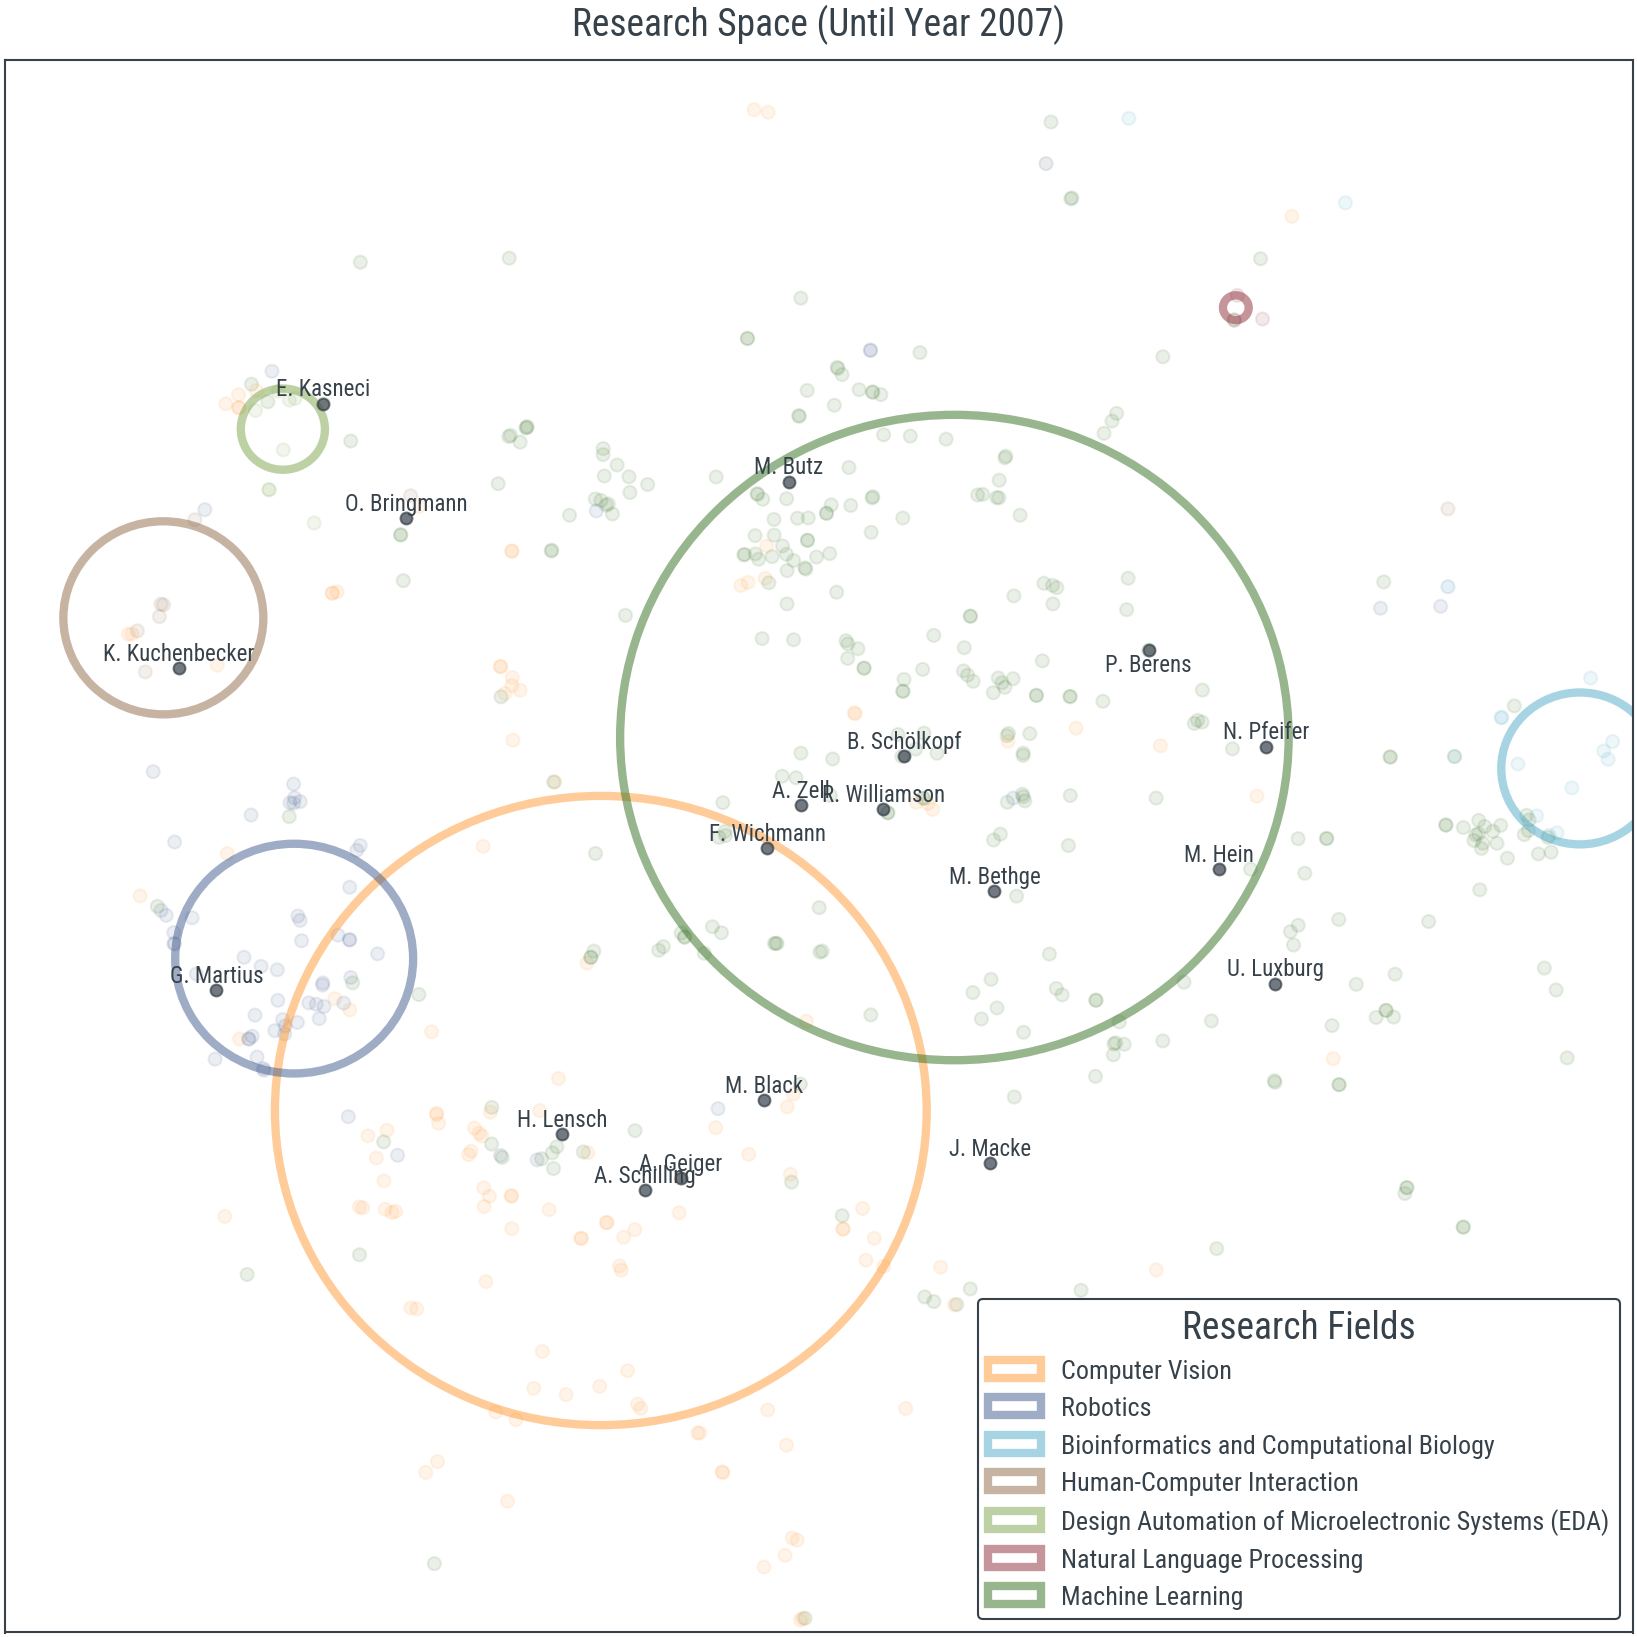 Research Space (Until Year 2007)
E. Kasneci
M. Butz
O. Bringmann
K. Kuchenbecker
P. Berens
N. Pfeifer
B. Schölkopf
A. Zell
R. Williamson
F. Wichmann
M. Hein
M. Bethge
U. Luxburg
G. Martius
M. Black
H. Lensch
J. Macke
A. Geiger
A. Schilling
Research Fields
Computer Vision
Robotics
Bioinformatics and Computational Biology
Human-Computer Interaction
Design Automation of Microelectronic Systems (EDA)
Natural Language Processing
Machine Learning